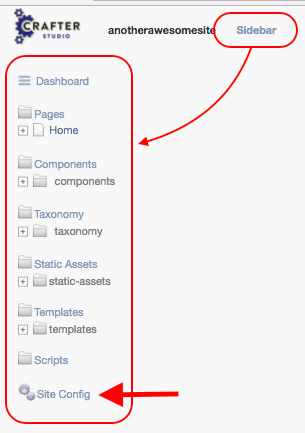 CRAFTER
STUDIO
anotherawesomesite Sidebar
Dashboard
Pages
Home
Components
components
Taxonomy
taxonomy
Static Assets
static-assets
Templates
templates
Scripts
Site Config